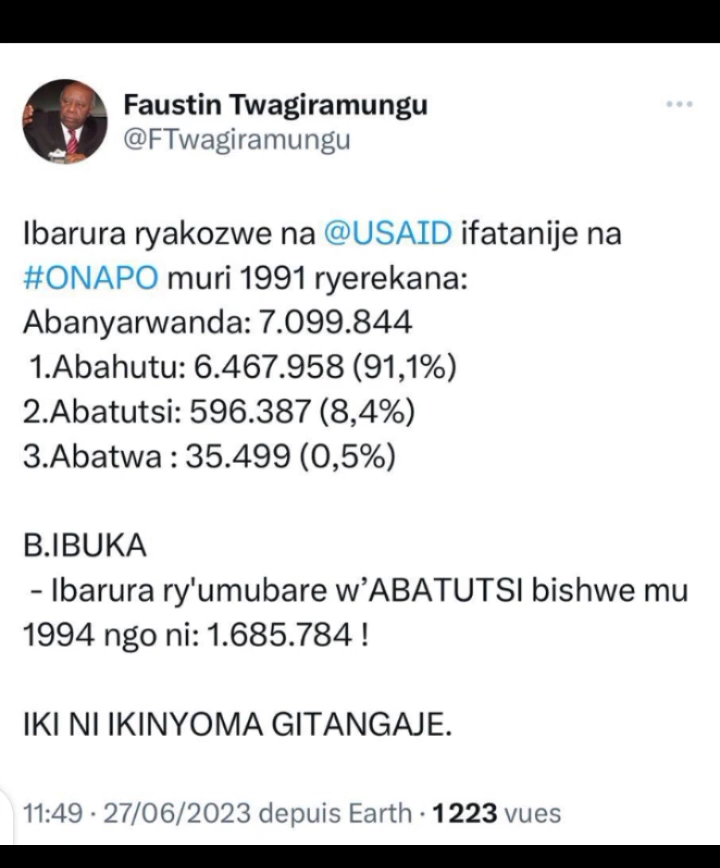 Faustin Twagiramungu
@FTwagiramungu
Ibarura ryakozwe na @USAID ifatanije na
#ONAPO muri 1991 ryerekana:
Abanyarwanda: 7.099.844
1.Abahutu: 6.467.958 (91,1%)
2.Abatutsi: 596.387 (8,4%)
3.Abatwa : 35.499 (0,5%)
B.IBUKA
- Ibarura ry'umubare w’ABATUTSI bishwe mu
1994 ngo ni: 1.685.784 !
IKI NI IKINYOMA GITANGAJE.
11:49 · 27/06/2023 depuis Earth · 1223 vues